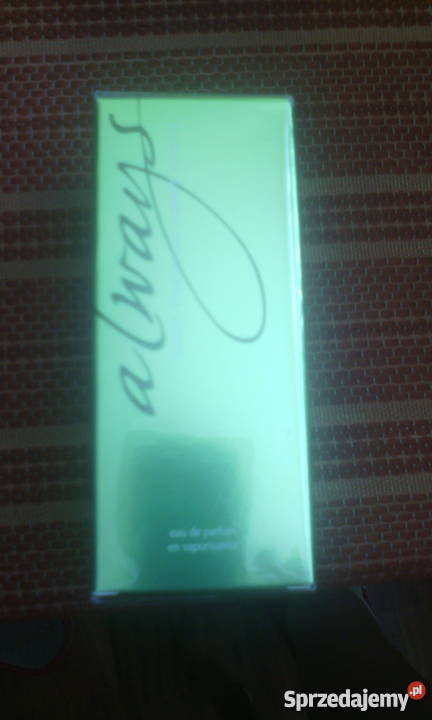 always
eau de parfum
en vaporisateur
Sprzedajemy.pl